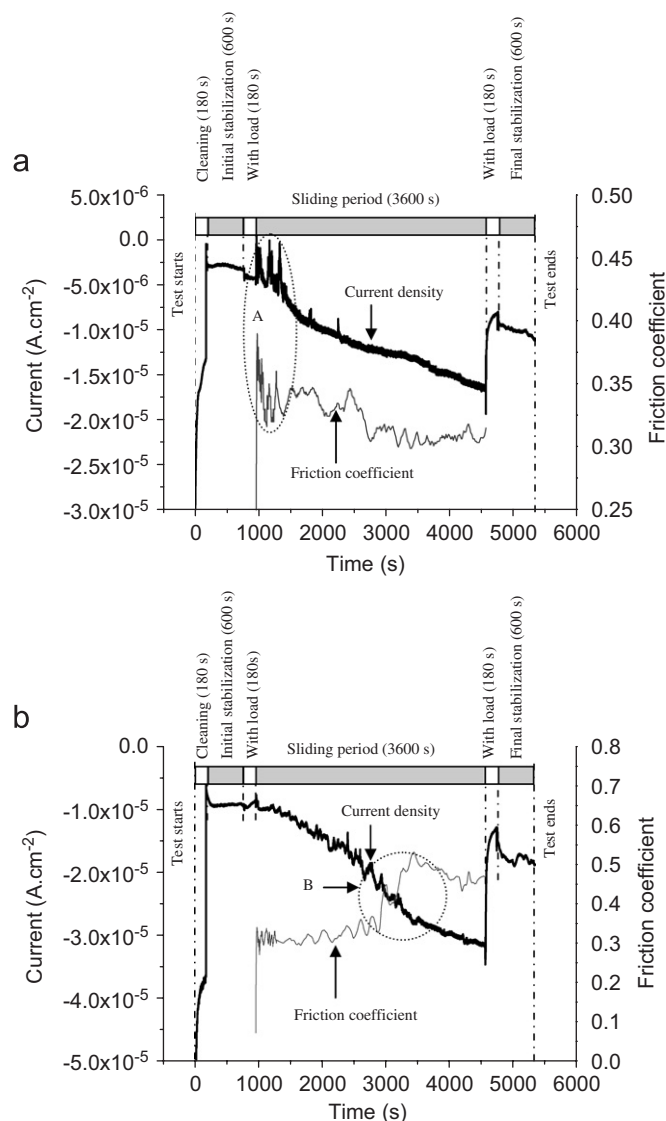 Cleaning (180 s)
Initial stabilization (600 s)
With load (180 s)
With load (180 s)
Final stabilization (600 s)
a
Sliding period (3600 s)
5.0x10⁻⁶
0.0
-5.0x10⁻⁶
-1.0x10⁻⁵
-1.5x10⁻⁵
-2.0x10⁻⁵
-2.5x10⁻⁵
-3.0x10⁻⁵
Current (A.cm⁻²)
Test starts
A
Current density
Friction coefficient
Test ends
0.50
0.45
0.40
0.35
0.30
0.25
Friction coefficient
0 1000 2000 3000 4000 5000 6000
Time (s)
Cleaning (180 s)
Initial stabilization (600 s)
With load (180s)
With load (180 s)
Final stabilization (600 s)
b
Sliding period (3600 s)
0.0
-1.0x10⁻⁵
-2.0x10⁻⁵
-3.0x10⁻⁵
-4.0x10⁻⁵
-5.0x10⁻⁵
Current (A.cm⁻²)
Test starts
Current density
B
Friction coefficient
Test ends
0.8
0.7
0.6
0.5
0.4
0.3
0.2
0.1
0.0
Friction coefficient
0 1000 2000 3000 4000 5000 6000
Time (s)